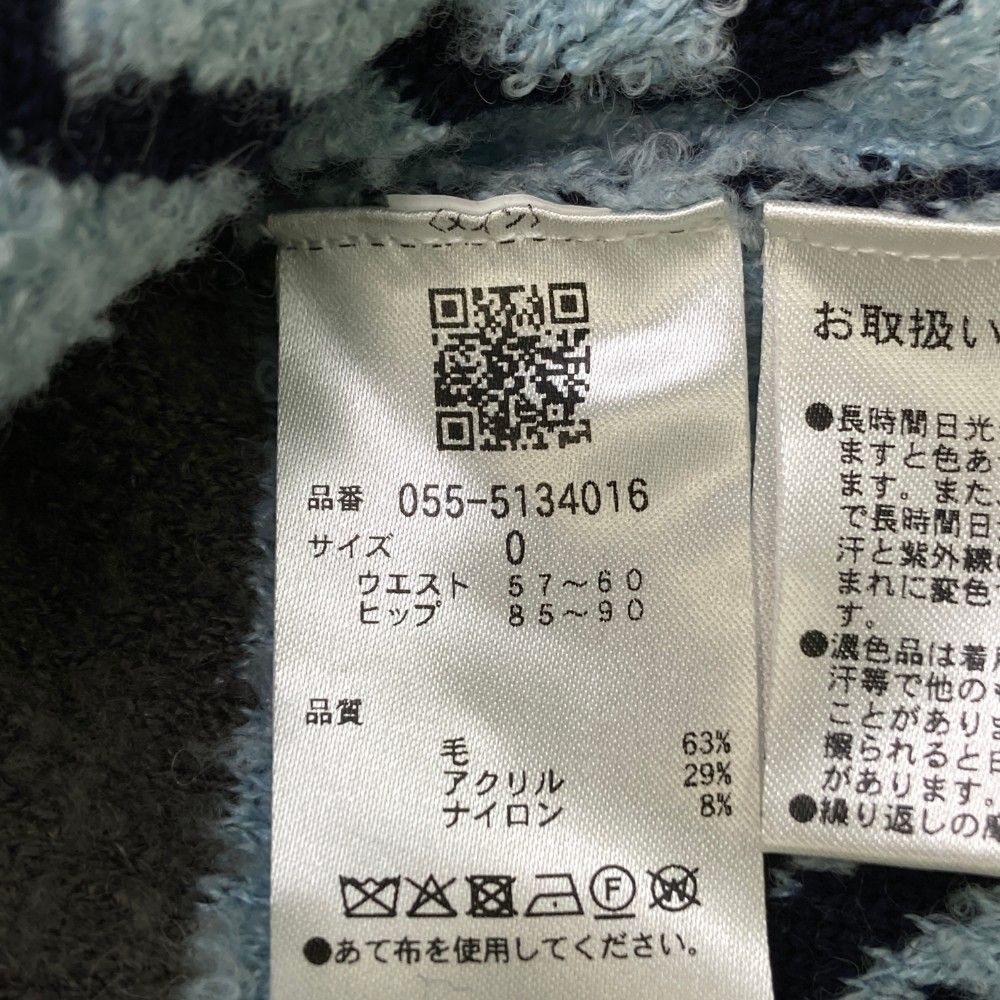 品番 055-5134016
サイズ 0
ウエスト 57～60
ヒップ 85～90
品質
毛 63%
アクリル 29%
ナイロン 8%
F
W
●あて布を使用してください。
お取扱い
●長時間日光
ますと色あ
ます。また、
で長時間日
汗と紫外線
まれに変色
す。
●濃色品は着用
汗等で他の
ことがありま
擦られると白
があります。
●繰り返しの摩